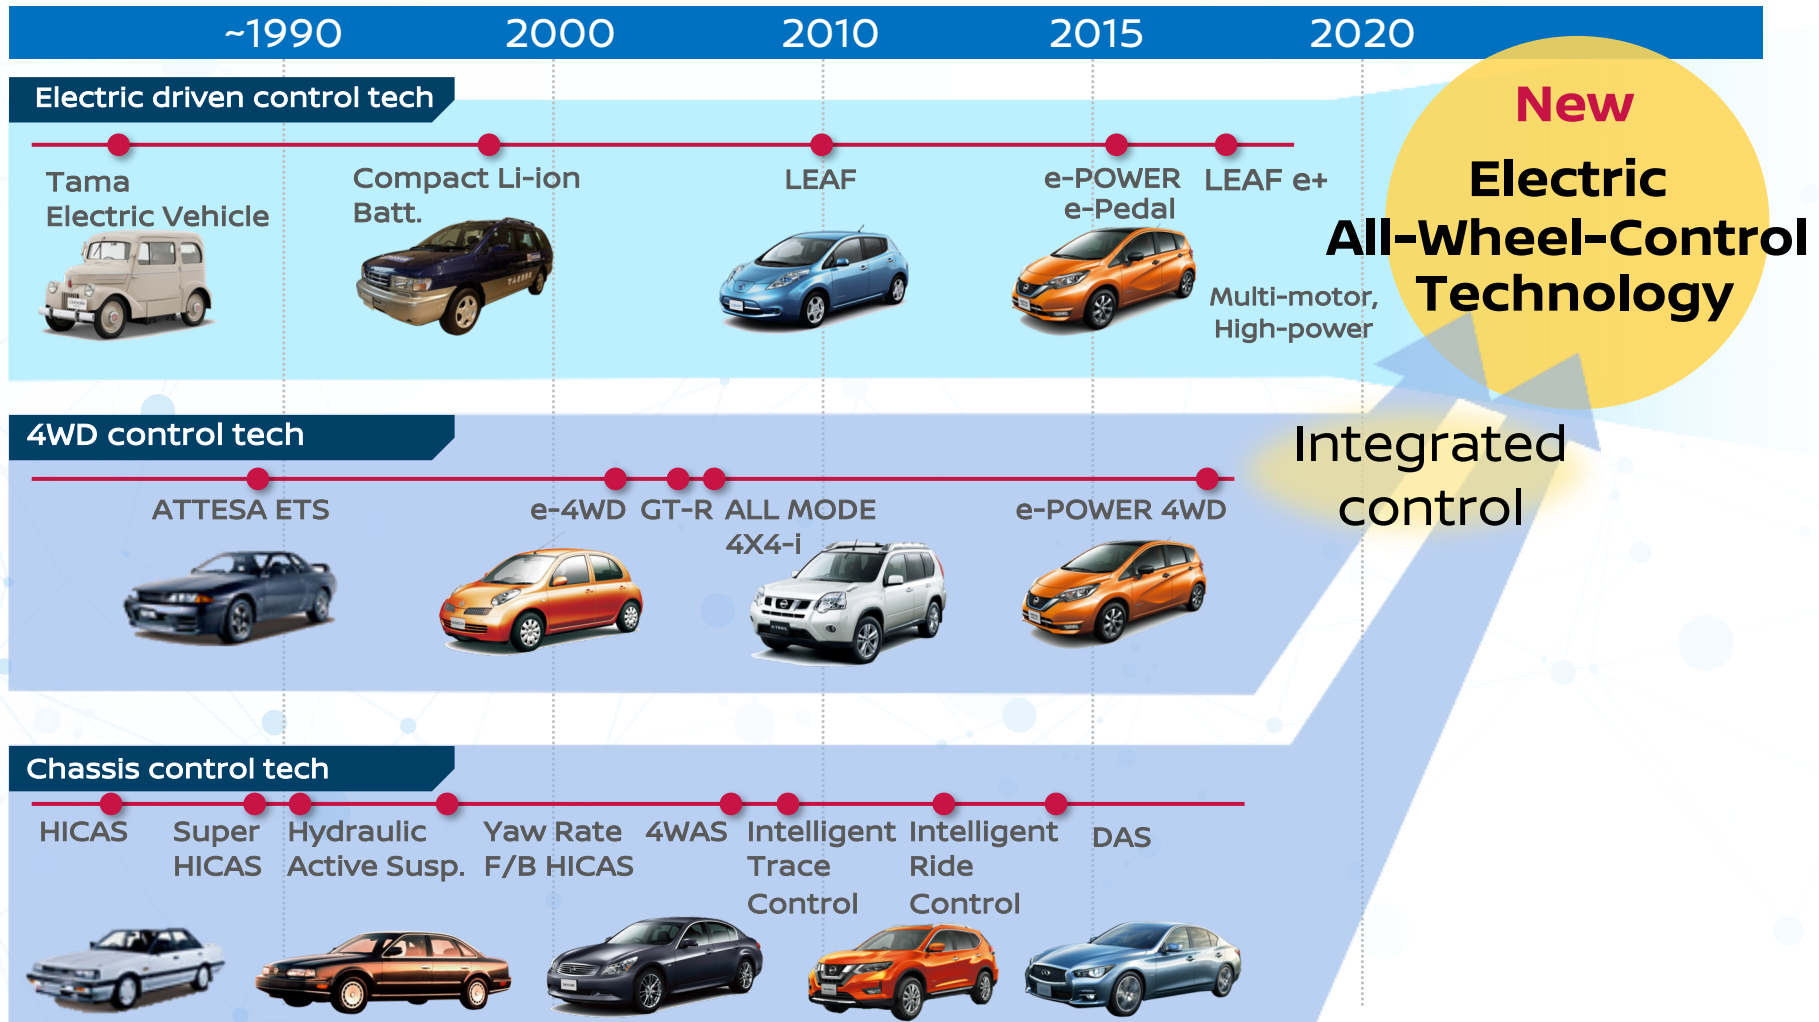 ~1990
2000
2010
2015
2020
Electric driven control tech
Tama
Electric Vehicle
Compact Li-ion
Batt.
LEAF
e-POWER
e-Pedal
LEAF e+
Multi-motor,
High-power
New
Electric
All-Wheel-Control
Technology
4WD control tech
ATTESA ETS
e-4WD
GT-R
ALL MODE
4X4-i
e-POWER 4WD
Integrated
control
Chassis control tech
HICAS
Super
HICAS
Hydraulic
Active Susp.
Yaw Rate
F/B HICAS
4WAS
Intelligent
Trace
Control
Intelligent
Ride
Control
DAS